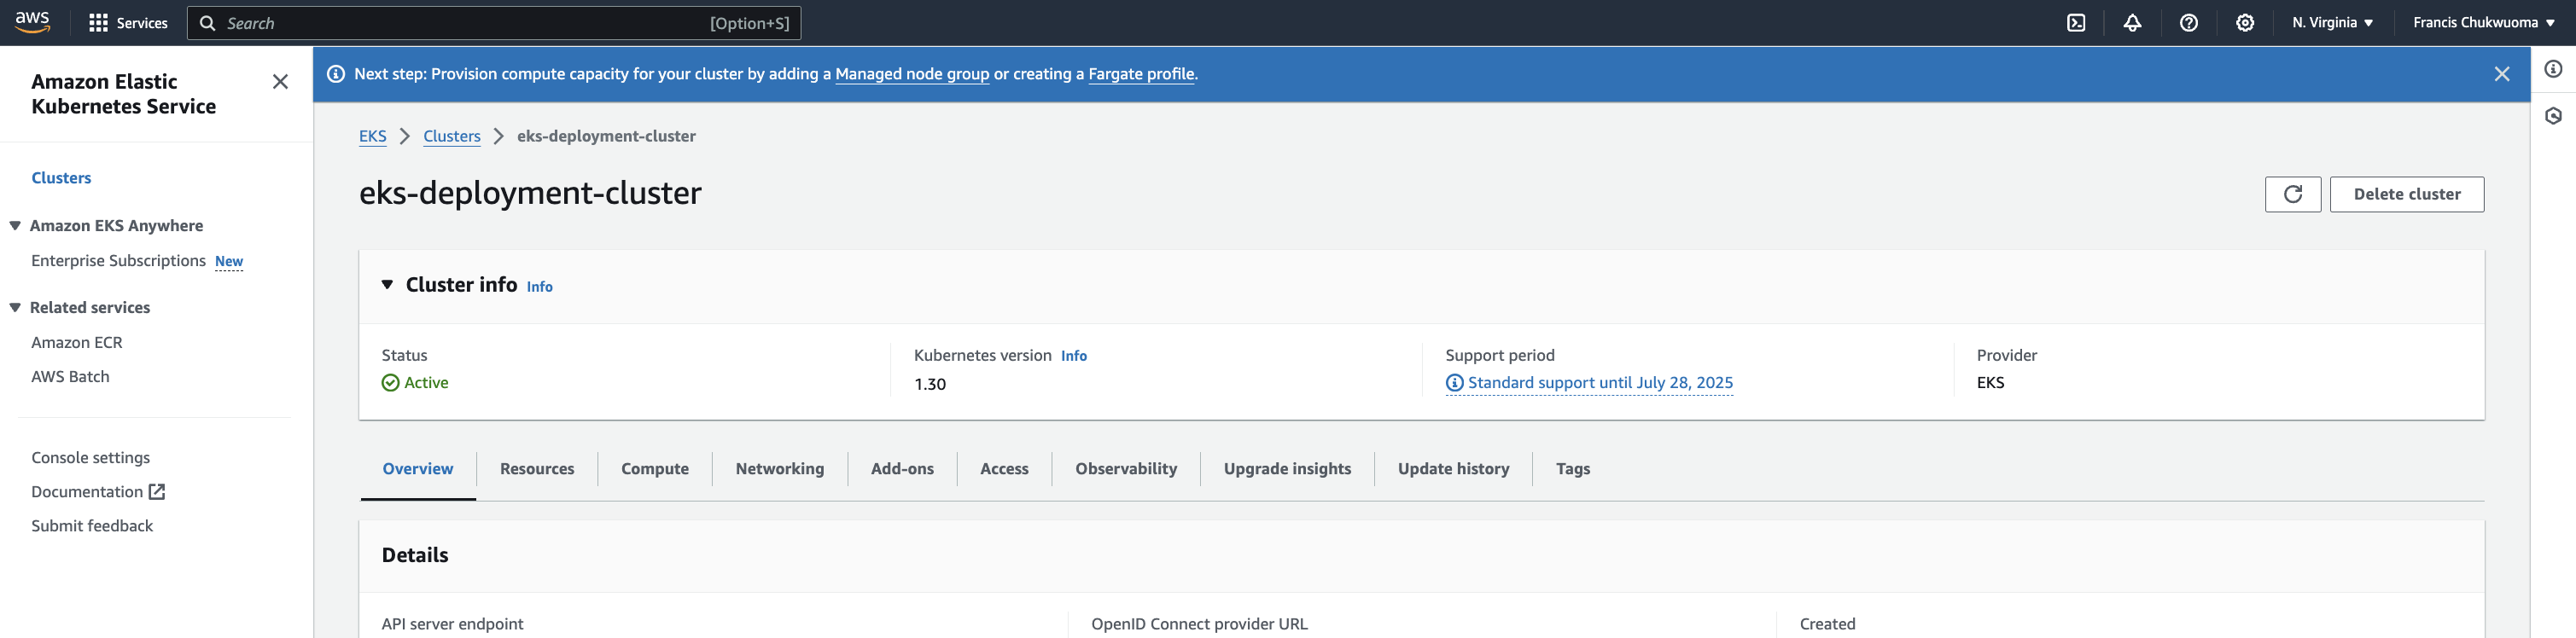 aws
Services
Search
[Option+S]
N. Virginia
Francis Chukwuoma
Amazon Elastic
Kubernetes Service
Clusters
Amazon EKS Anywhere
Enterprise Subscriptions New
Related services
Amazon ECR
AWS Batch
Console settings
Documentation
Submit feedback
Next step: Provision compute capacity for your cluster by adding a Managed node group or creating a Fargate profile.
EKS
Clusters
eks-deployment-cluster
eks-deployment-cluster
Delete cluster
Cluster info Info
Status
Active
Kubernetes version Info
1.30
Support period
Standard support until July 28, 2025
Provider
EKS
Overview
Resources
Compute
Networking
Add-ons
Access
Observability
Upgrade insights
Update history
Tags
Details
API server endpoint
OpenID Connect provider URL
Created